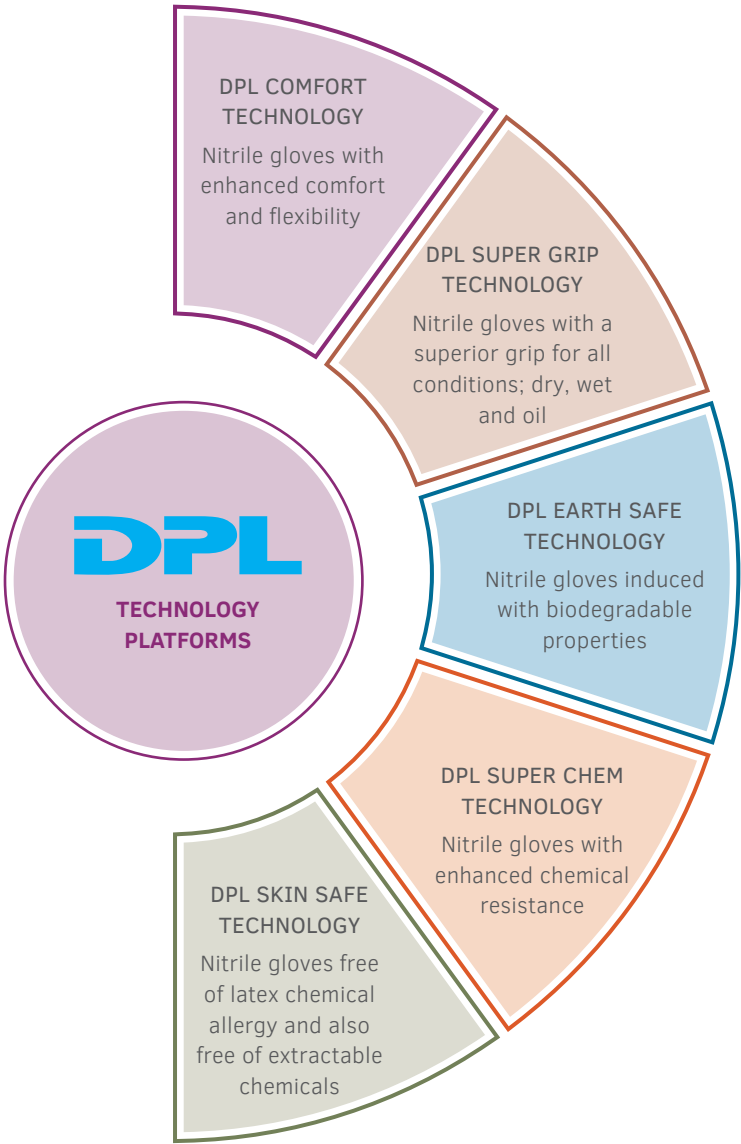 DPL COMFORT
TECHNOLOGY
Nitrile gloves with
enhanced comfort
and flexibility
DPL SUPER GRIP
TECHNOLOGY
Nitrile gloves with a
superior grip for all
conditions; dry, wet
and oil
DPL EARTH SAFE
TECHNOLOGY
Nitrile gloves induced
with biodegradable
properties
DPL
TECHNOLOGY
PLATFORMS
DPL SUPER CHEM
TECHNOLOGY
Nitrile gloves with
enhanced chemical
resistance
DPL SKIN SAFE
TECHNOLOGY
Nitrile gloves free
of latex chemical
allergy and also
free of extractable
chemicals